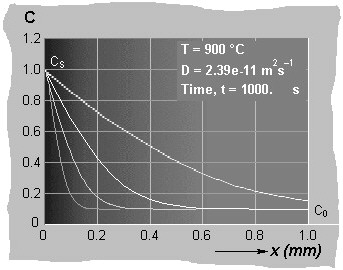 C
1.2
1.0
0.8
0.6
0.4
0.2
0
Cs
T = 900 °C
D = 2.39e-11 m² s⁻¹
Time, t = 1000. s
C₀
0 0.2 0.4 0.6 0.8 1.0
x (mm)